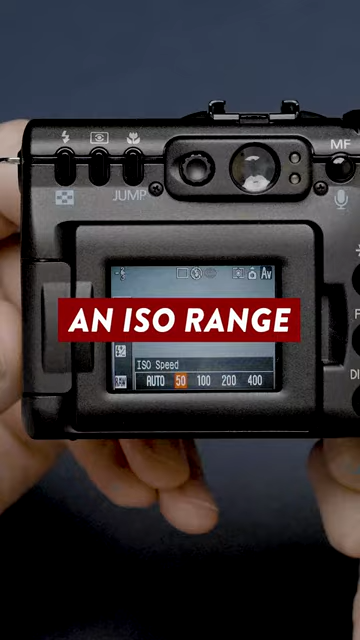 MF
JUMP
Av
AN ISO RANGE
ISO Speed
AUTO 50 100 200 400